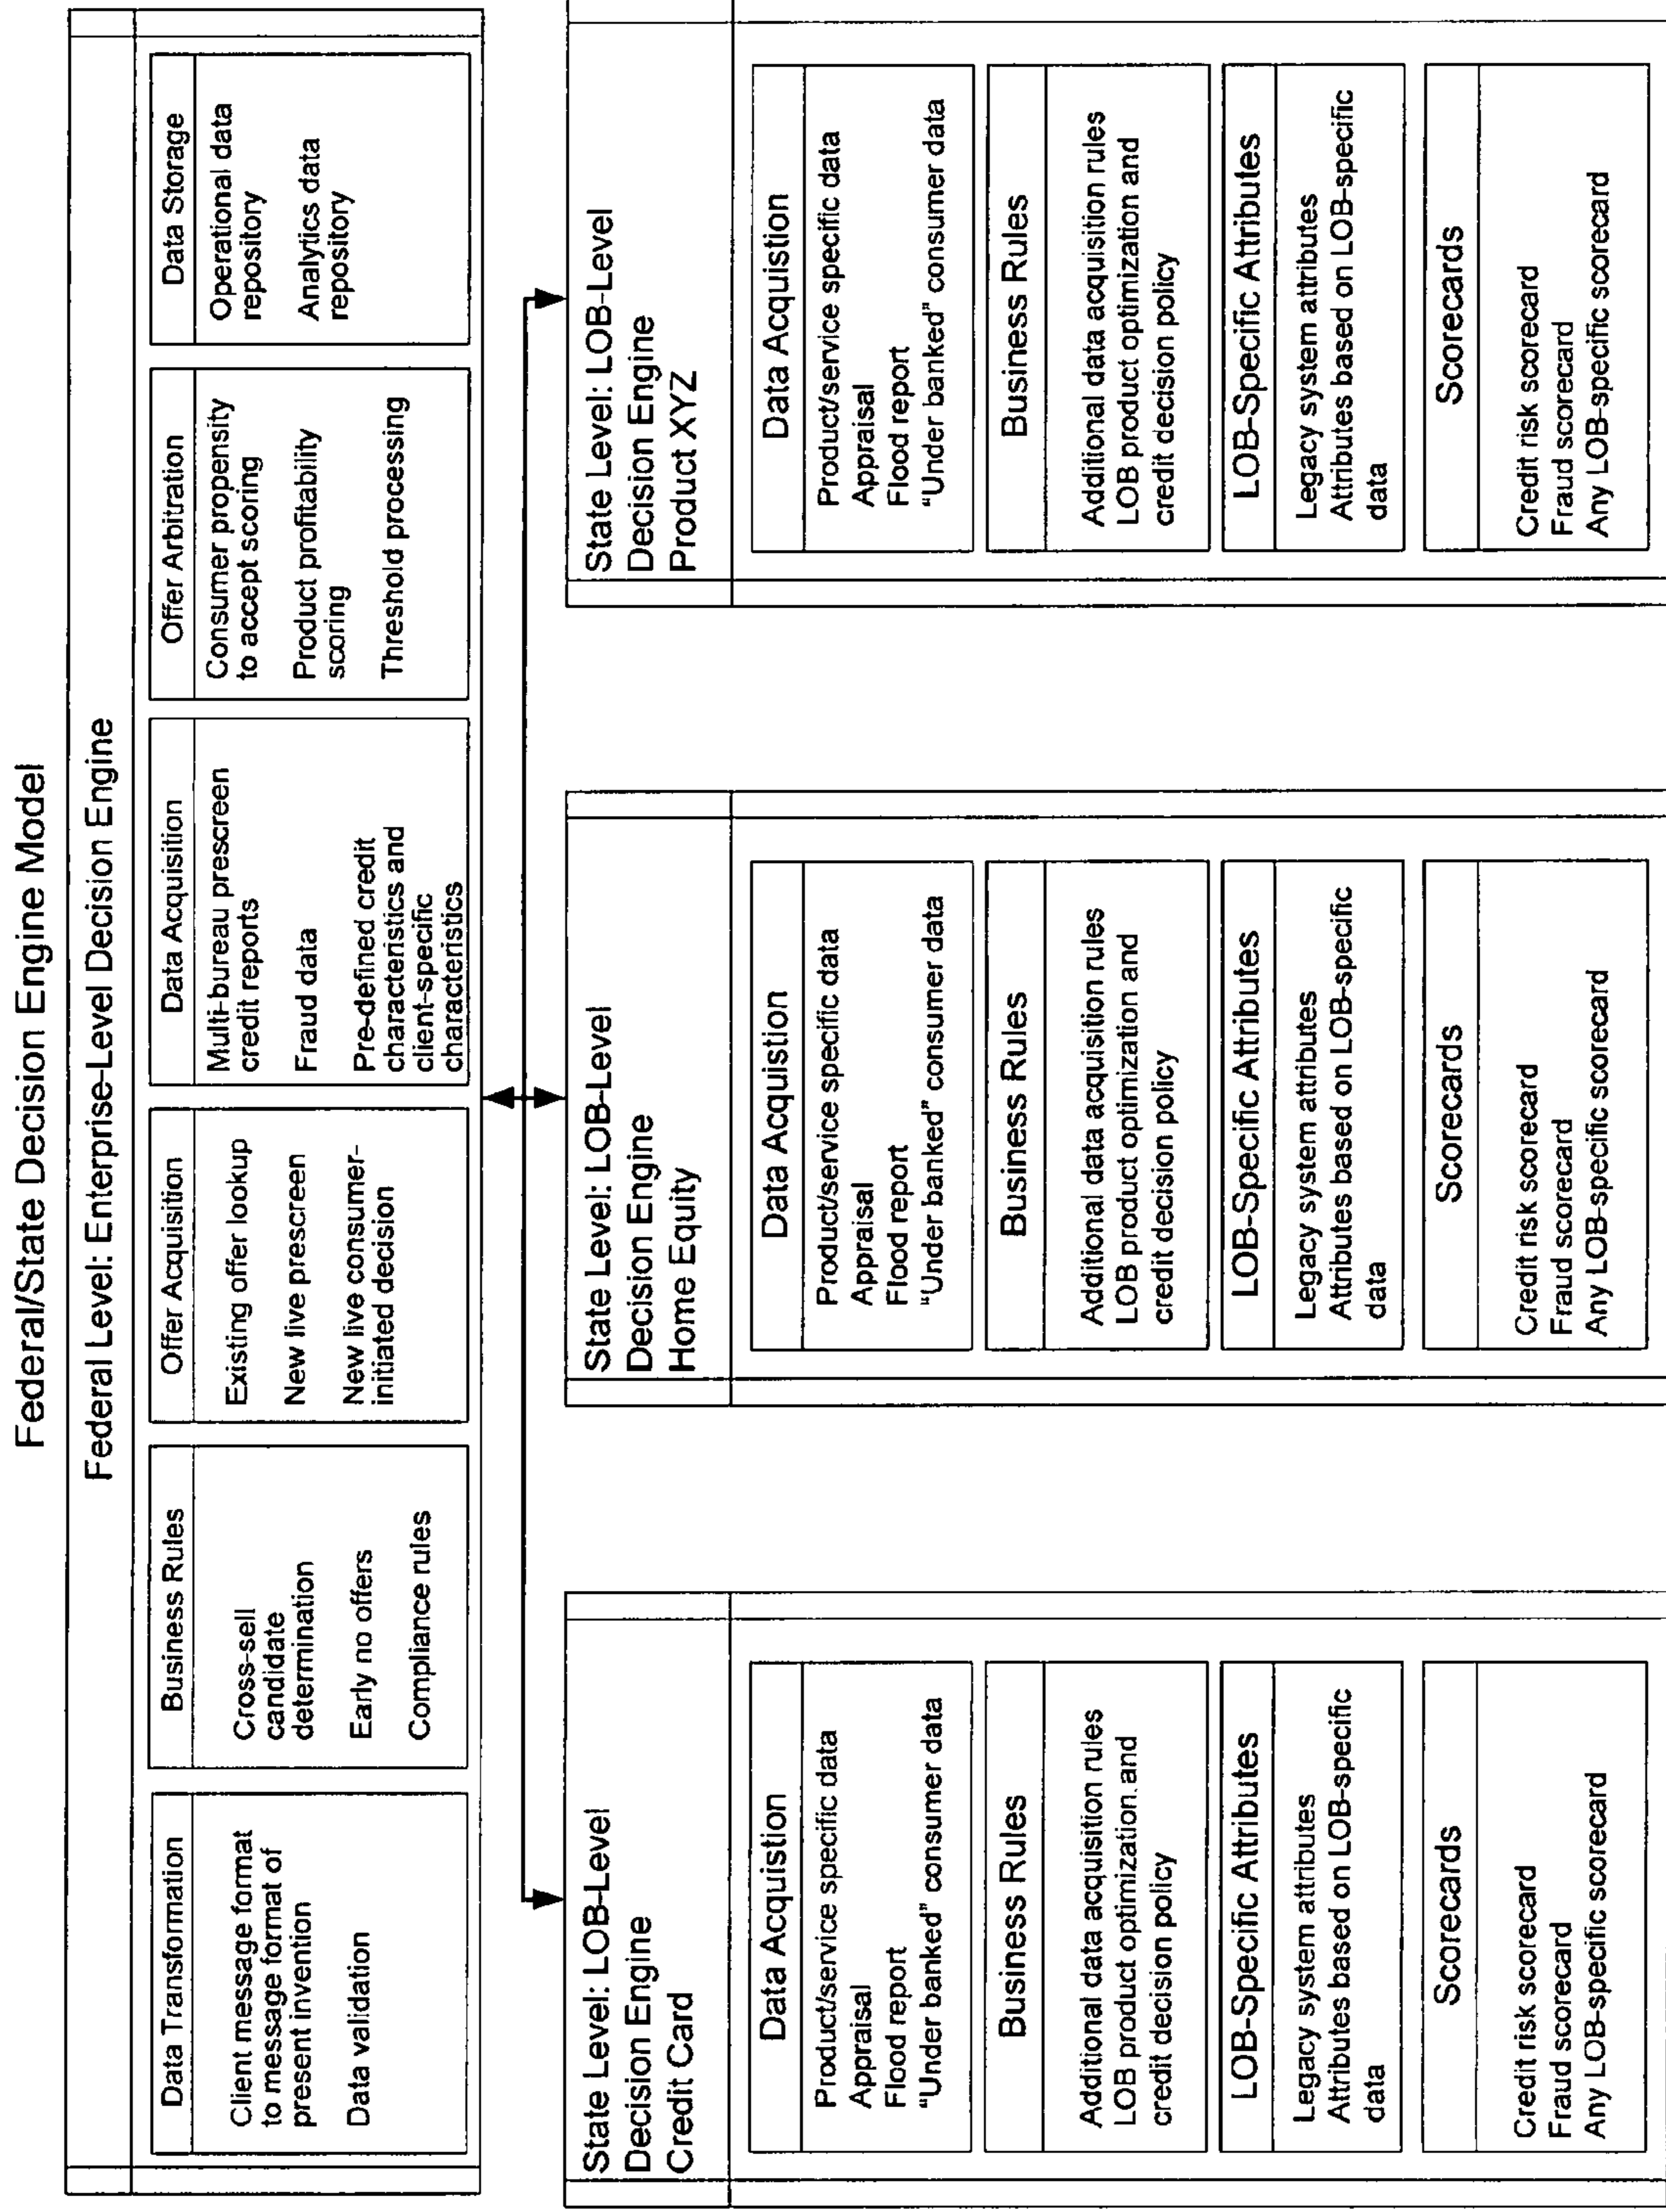 Federal/State Decision Engine Model
Federal Level: Enterprise-Level Decision Engine
Data Transformation
Client message format
to message format of
present invention
Data validation
Business Rules
Cross-sell
candidate
determination
Early no offers
Compliance rules
Offer Acquisition
Existing offer lookup
New live prescreen
New live consumer-
initiated decision
Data Acquisition
Multi-bureau prescreen
credit reports
Fraud data
Pre-defined credit
characteristics and
client-specific
characteristics
Offer Arbitration
Consumer propensity
to accept scoring
Product profitability
scoring
Threshold processing
Data Storage
Operational data
repository
Analytics data
repository
State Level: LOB-Level
Decision Engine
Credit Card
Data Acquistion
Product/service specific data
Appraisal
Flood report
"Under banked" consumer data
Business Rules
Additional data acquisition rules
LOB product optimization and
credit decision policy
LOB-Specific Attributes
Legacy system attributes
Attributes based on LOB-specific
data
Scorecards
Credit risk scorecard
Fraud scorecard
Any LOB-specific scorecard
State Level: LOB-Level
Decision Engine
Home Equity
Data Acquistion
Product/service specific data
Appraisal
Flood report
"Under banked" consumer data
Business Rules
Additional data acquisition rules
LOB product optimization and
credit decision policy
LOB-Specific Attributes
Legacy system attributes
Attributes based on LOB-specific
data
Scorecards
Credit risk scorecard
Fraud scorecard
Any LOB-specific scorecard
State Level: LOB-Level
Decision Engine
Product XYZ
Data Acquistion
Product/service specific data
Appraisal
Flood report
"Under banked" consumer data
Business Rules
Additional data acquisition rules
LOB product optimization and
credit decision policy
LOB-Specific Attributes
Legacy system attributes
Attributes based on LOB-specific
data
Scorecards
Credit risk scorecard
Fraud scorecard
Any LOB-specific scorecard